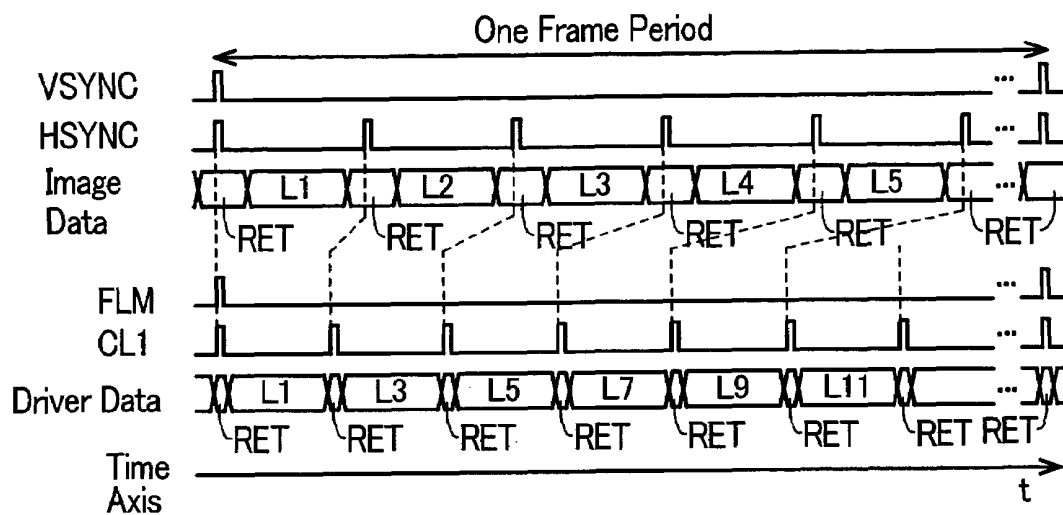 One Frame Period
VSYNC
...
HSYNC
...
Image
Data
L1 L2 L3 L4 L5 ...
RET RET RET RET RET RET
FLM
...
CL1
...
Driver Data
L1 L3 L5 L7 L9 L11 ...
RET RET RET RET RET RET RET RET
Time
Axis
t